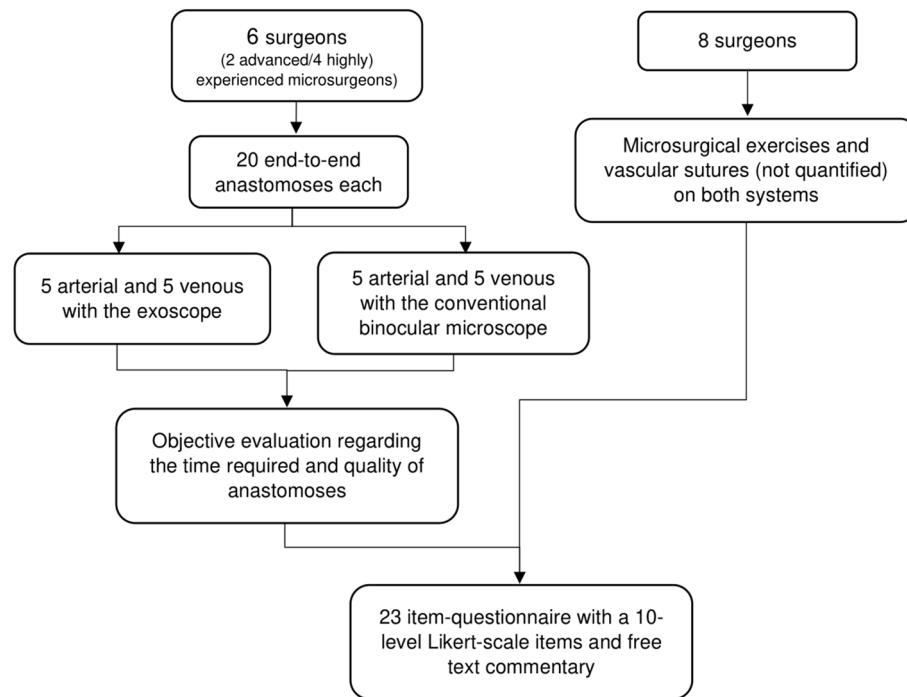 6 surgeons
(2 advanced/4 highly)
experienced microsurgeons)
8 surgeons
20 end-to-end
anastomoses each
Microsurgical exercises and
vascular sutures (not quantified)
on both systems
5 arterial and 5 venous
with the exoscope
5 arterial and 5 venous
with the conventional
binocular microscope
Objective evaluation regarding
the time required and quality of
anastomoses
23 item-questionnaire with a 10-
level Likert-scale items and free
text commentary